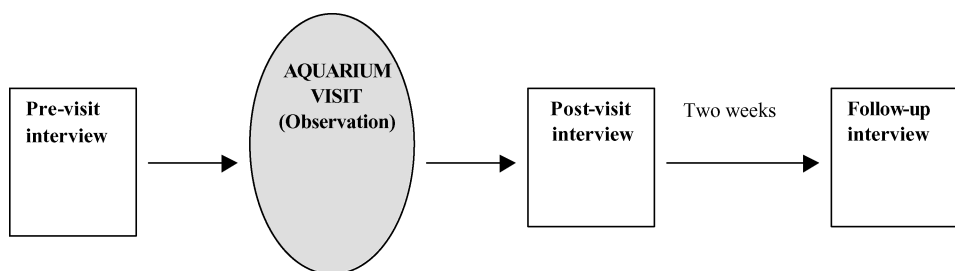 Pre-visit
interview
AQUARIUM
VISIT
(Observation)
Post-visit
interview
Two weeks
Follow-up
interview